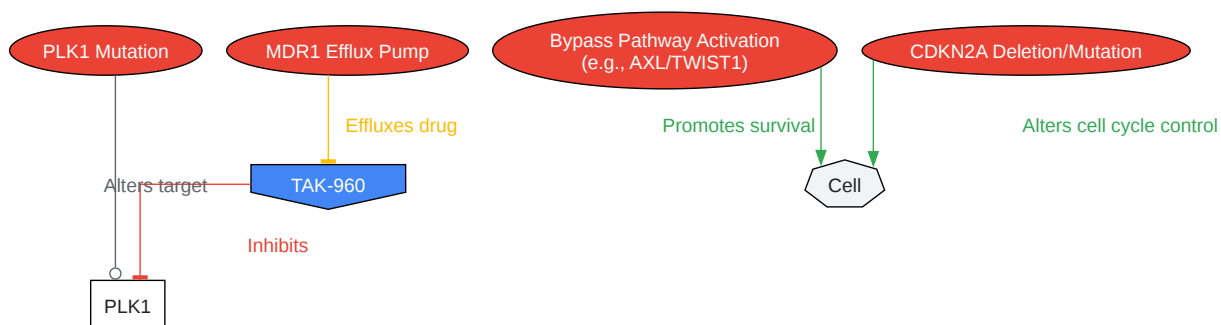 PLK1 Mutation
MDR1 Efflux Pump
Bypass Pathway Activation
(e.g., AXL/TWIST1)
CDKN2A Deletion/Mutation
Effluxes drug
Promotes survival
Alters cell cycle control
Alters target
TAK-960
Cell
Inhibits
PLK1